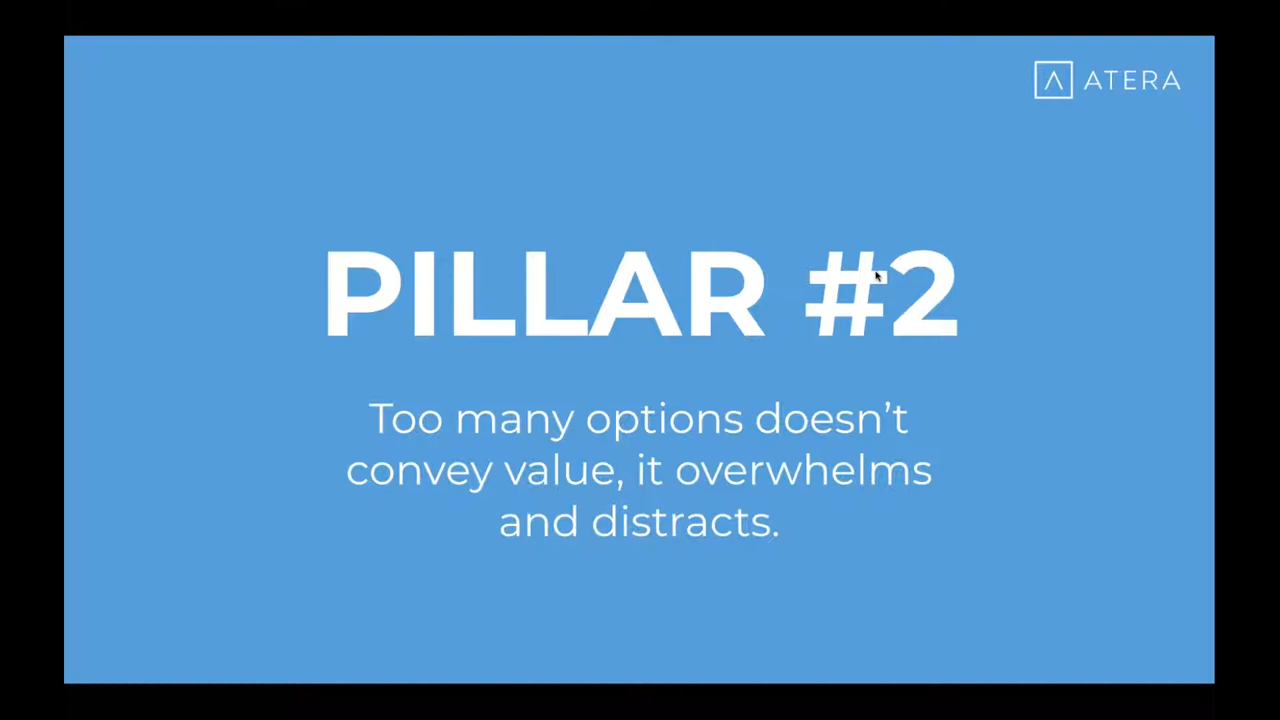 ATERA
PILLAR #2
Too many options doesn’t
convey value, it overwhelms
and distracts.